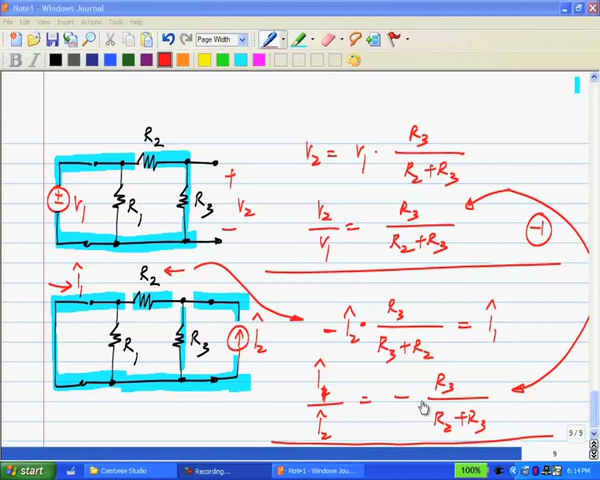 Note1 - Windows Journal
File Edit View Insert Actions Tools Help
Page Width
B I
R2
± V1
R1
R3
+
V2
−
V2 = V1 · R3 / (R2 + R3)
V2 / V1 = R3 / (R2 + R3)
−1
Î1
R2
R1
R3
Î2
− Î2 · R3 / (R3 + R2) = Î1
Î1 / Î2 = − R3 / (R2 + R3)
9 / 9
9
start
Camtasia Studio
Recording...
Note1 - Windows Jou...
100%
6:14 PM